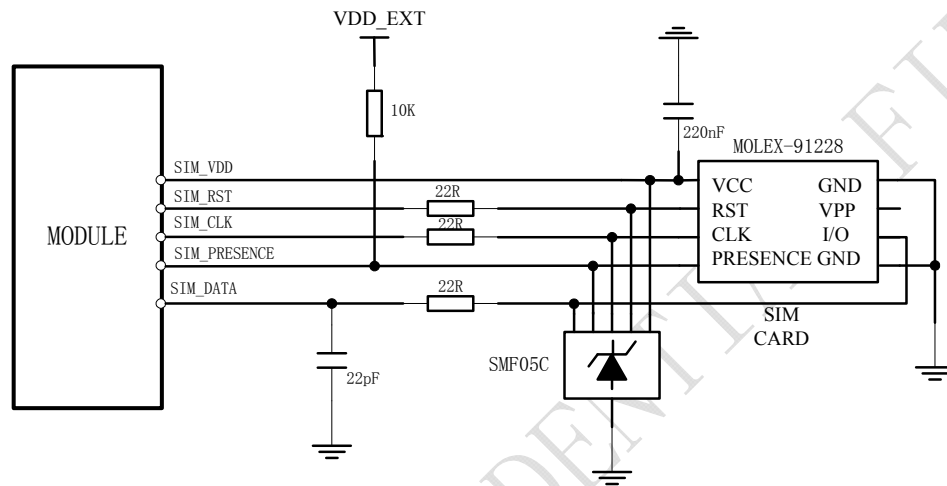 VDD_EXT
10K
220nF
MOLEX-91228
SIM_VDD
SIM_RST
22R
SIM_CLK
22R
SIM_PRESENCE
SIM_DATA
22R
MODULE
VCC
GND
RST
VPP
CLK
I/O
PRESENCE
GND
SIM
CARD
SMF05C
22pF